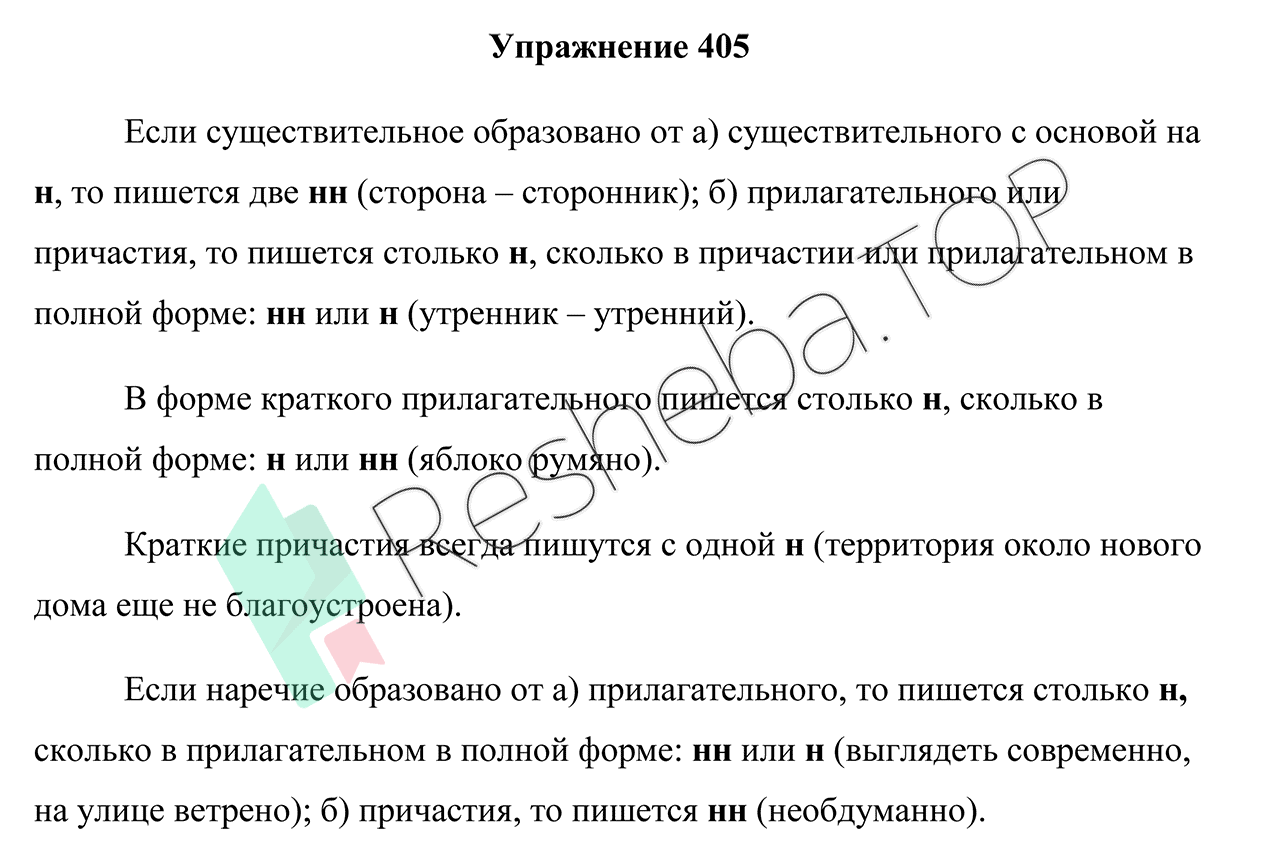 Упражнение 405
Если существительное образовано от а) существительного с основой на
н, то пишется две нн (сторона – сторонник); б) прилагательного или
причастия, то пишется столько н, сколько в причастии или прилагательном в
полной форме: нн или н (утренник – утренний).
В форме краткого прилагательного пишется столько н, сколько в
полной форме: н или нн (яблоко румяно).
Краткие причастия всегда пишутся с одной н (территория около нового
дома еще не благоустроена).
Если наречие образовано от а) прилагательного, то пишется столько н,
сколько в прилагательном в полной форме: нн или н (выглядеть современно,
на улице ветрено); б) причастия, то пишется нн (необдуманно).
Resheba.TOP